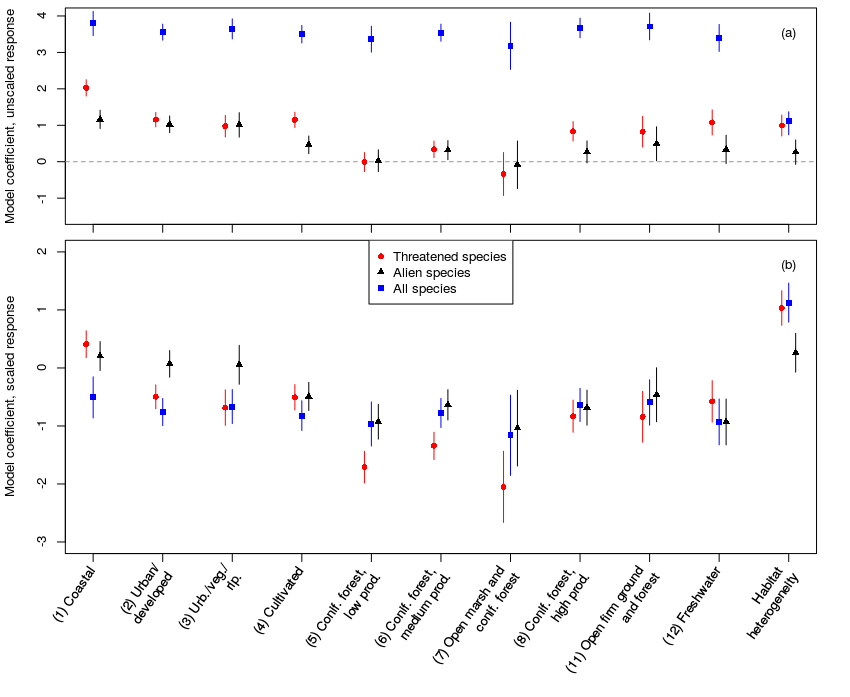 Model coefficient, unscaled response
4
3
2
1
0
-1
(a)
Model coefficient, scaled response
2
1
0
-1
-2
-3
(b)
Threatened species
Alien species
All species
(1) Coastal
(2) Urban/
developed
(3) Urb./veg./
rip.
(4) Cultivated
(5) Conif. forest,
low prod.
(6) Conif. forest,
medium prod.
(7) Open marsh and
conif. forest
(8) Conif. forest,
high prod.
(11) Open firm ground
and forest
(12) Freshwater
Habitat
heterogeneity